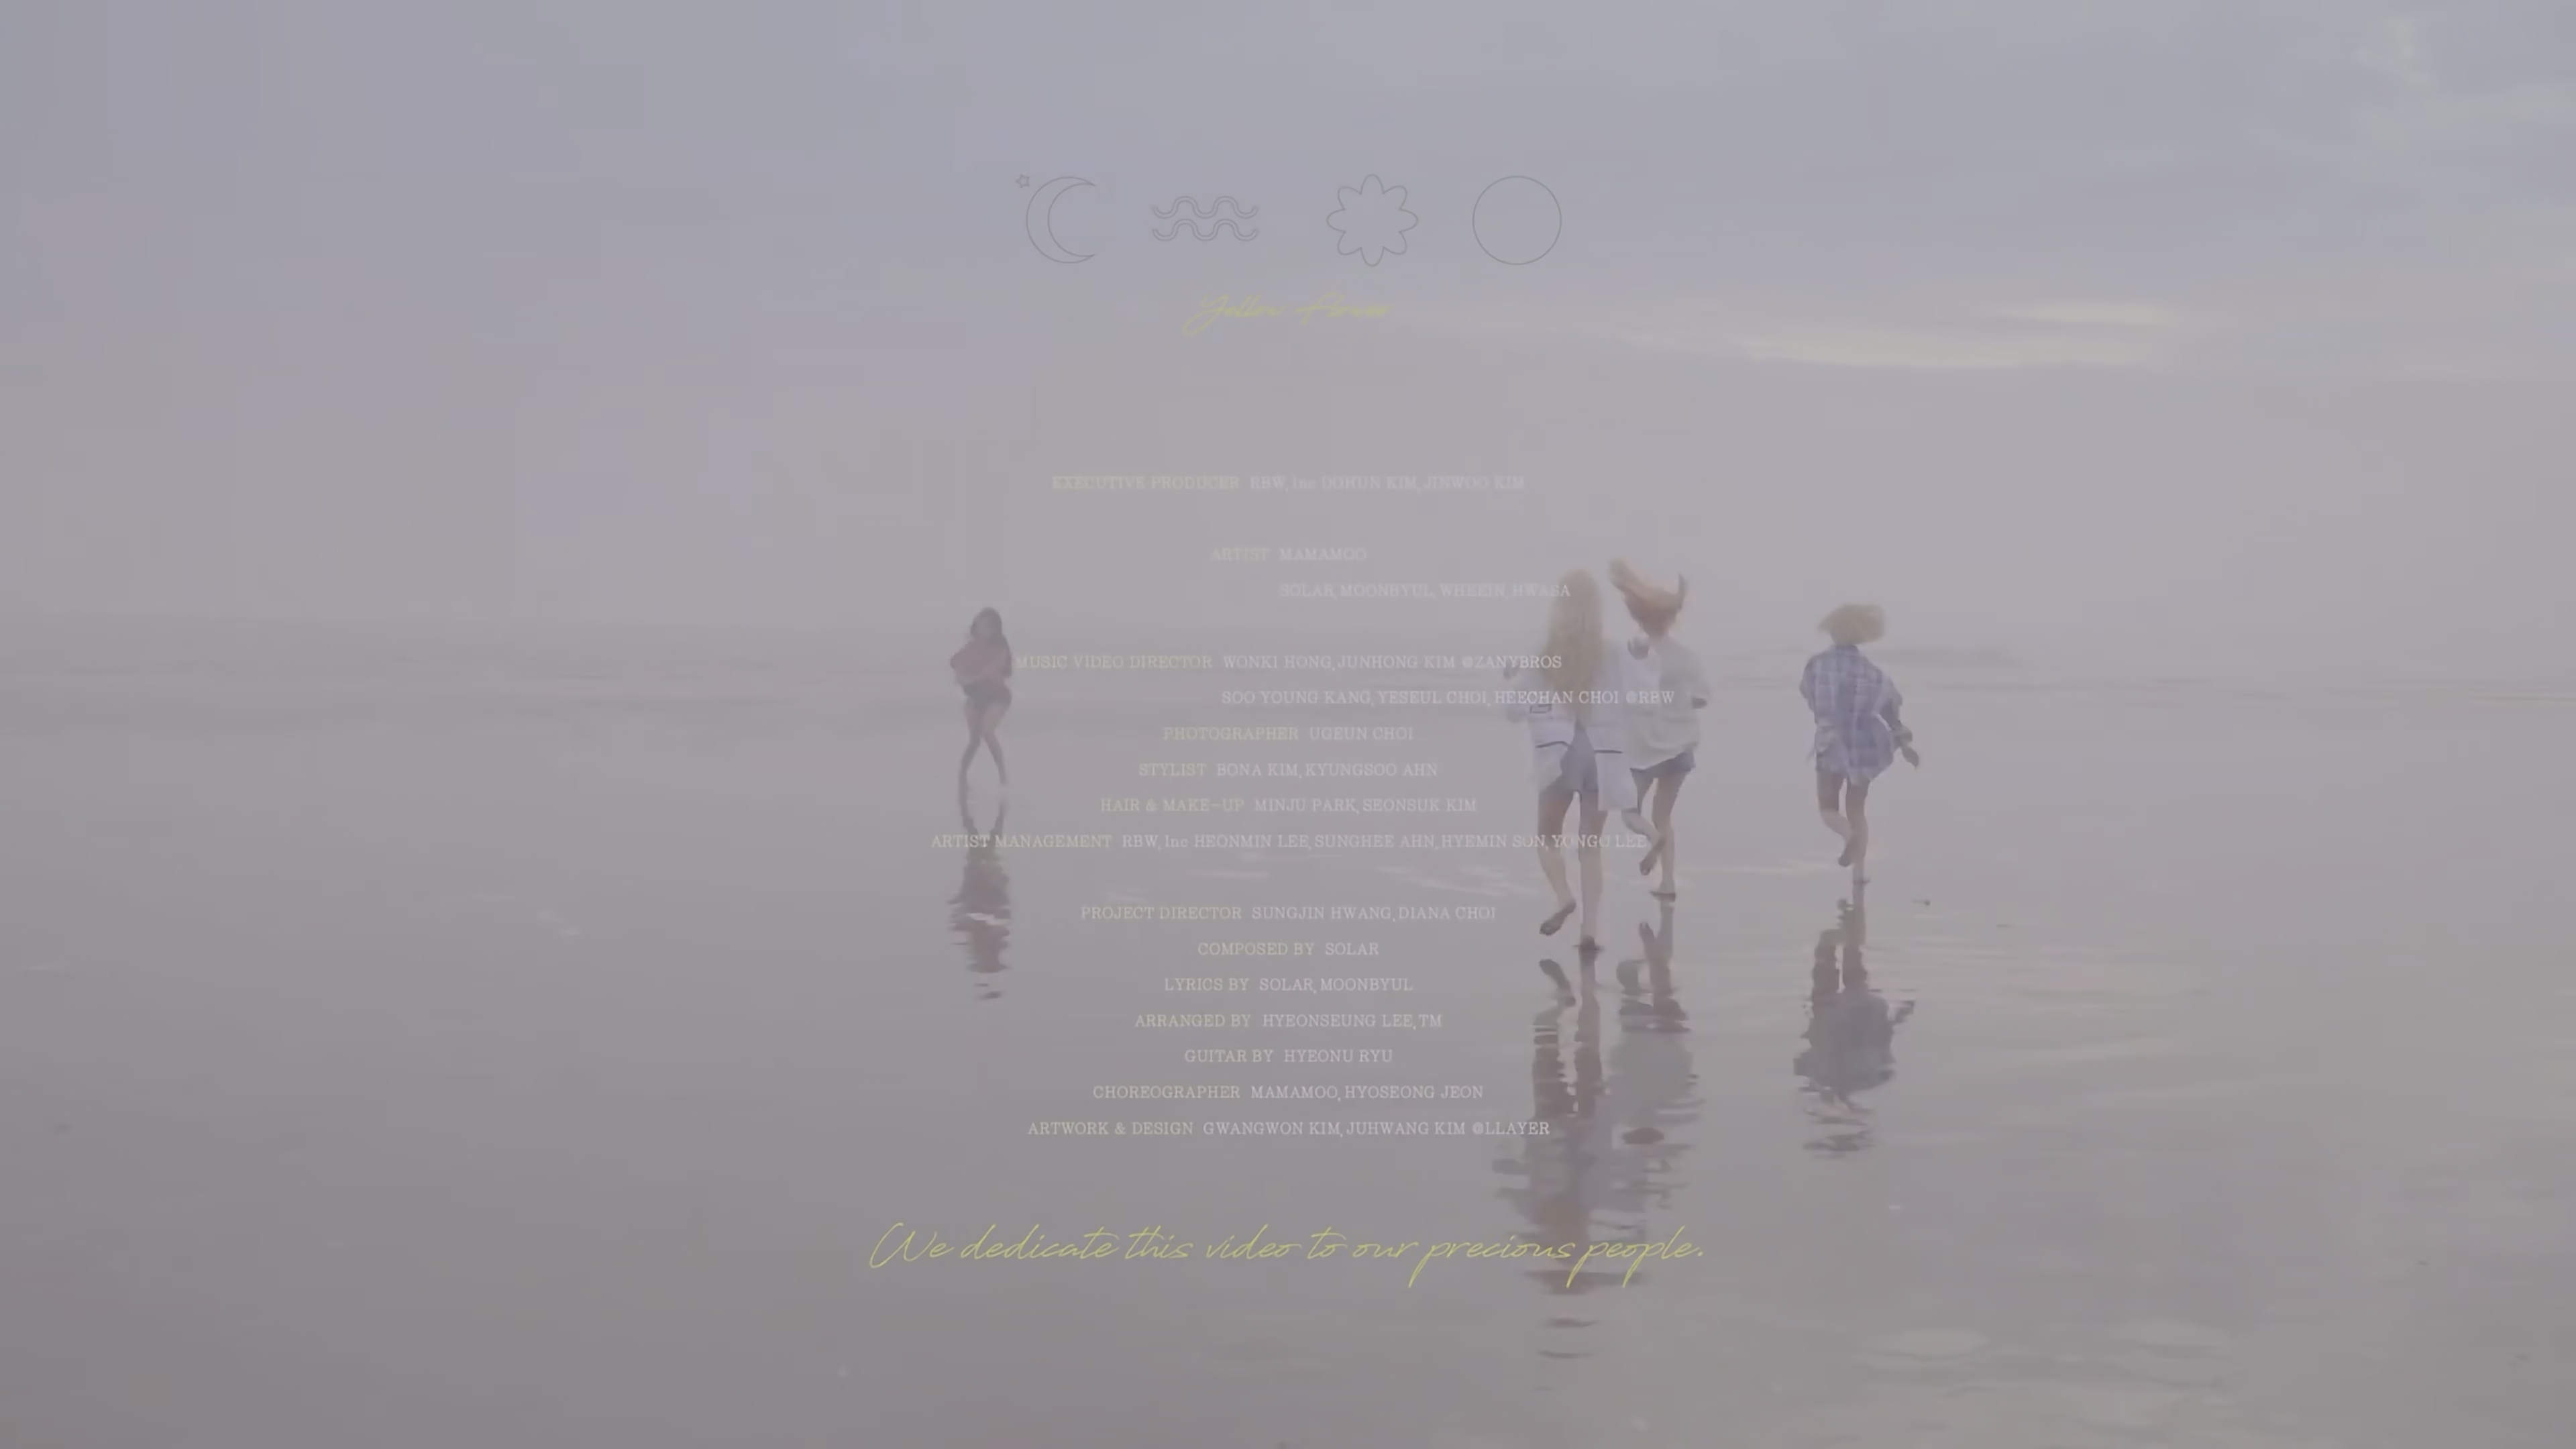 Yellow Flower
EXECUTIVE PRODUCER RBW, Inc DOHUN KIM, JINWOO KIM
ARTIST MAMAMOO
SOLAR, MOONBYUL, WHEEIN, HWASA
MUSIC VIDEO DIRECTOR WONKI HONG, JUNHONG KIM @ZANYBROS
SOO YOUNG KANG, YESEUL CHOI, HEECHAN CHOI @RBW
PHOTOGRAPHER UGEUN CHOI
STYLIST BONA KIM, KYUNGSOO AHN
HAIR & MAKE-UP MINJU PARK, SEONSUK KIM
ARTIST MANAGEMENT RBW, Inc HEONMIN LEE, SUNGHEE AHN, HYEMIN SON, YONGO LEE
PROJECT DIRECTOR SUNGJIN HWANG, DIANA CHOI
COMPOSED BY SOLAR
LYRICS BY SOLAR, MOONBYUL
ARRANGED BY HYEONSEUNG LEE, TM
GUITAR BY HYEONU RYU
CHOREOGRAPHER MAMAMOO, HYOSEONG JEON
ARTWORK & DESIGN GWANGWON KIM, JUHWANG KIM @LLAYER
We dedicate this video to our precious people.